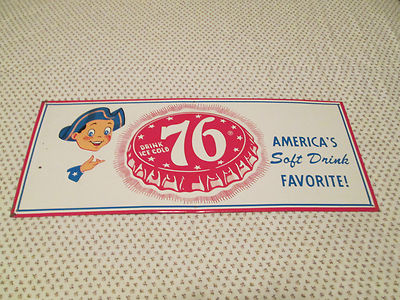 DRINK
ICE COLD
76®
AMERICA'S
Soft Drink
FAVORITE!